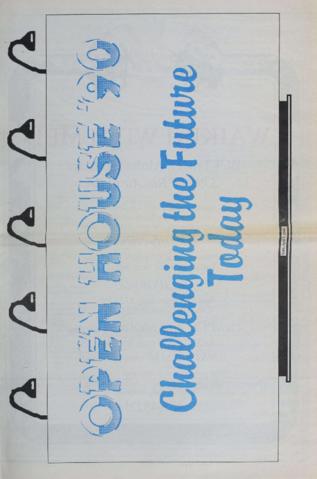 OPEN HOUSE '90
Challenging the Future
Today